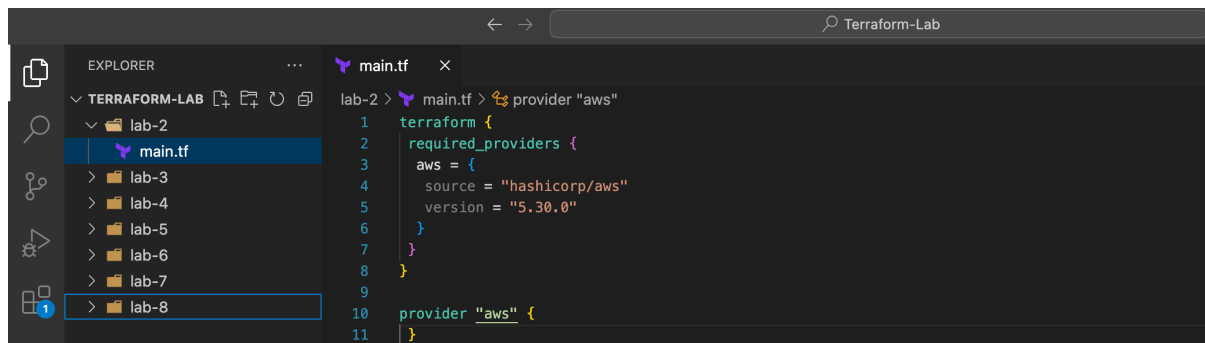 Terraform-Lab
EXPLORER
TERRAFORM-LAB
lab-2
main.tf
lab-3
lab-4
lab-5
lab-6
lab-7
lab-8
1
main.tf
lab-2 > main.tf > provider "aws"
1 terraform {
2 required_providers {
3 aws = {
4 source = "hashicorp/aws"
5 version = "5.30.0"
6 }
7 }
8 }
9
10 provider "aws" {
11 }